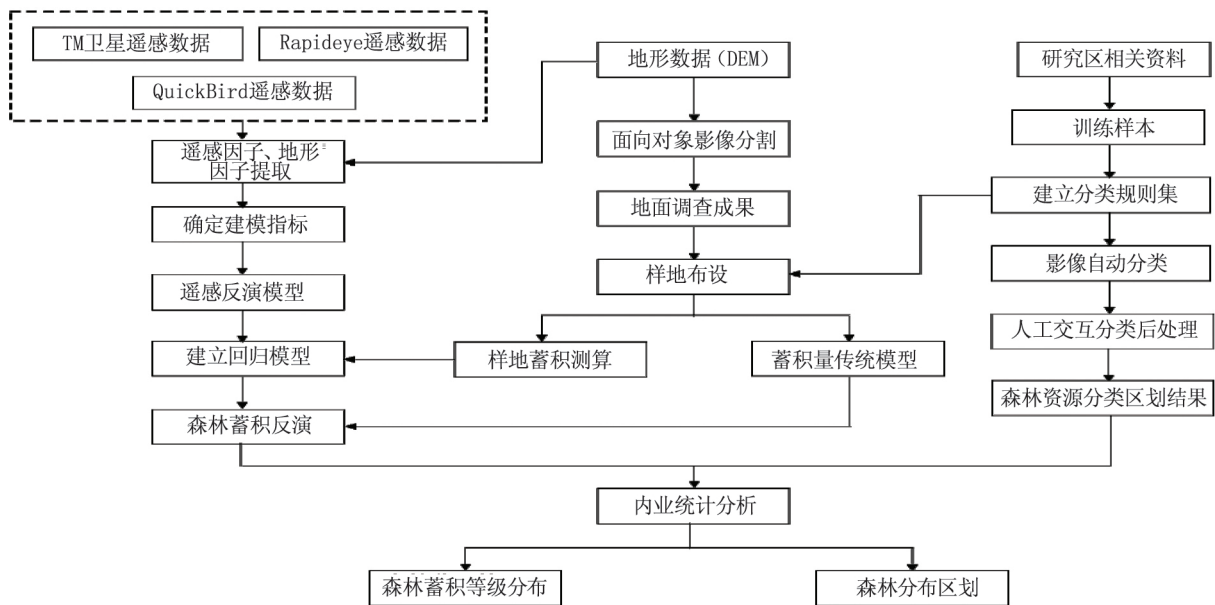 TM卫星遥感数据
Rapideye遥感数据
QuickBird遥感数据
地形数据(DEM)
研究区相关资料
遥感因子、地形
因子提取
面向对象影像分割
训练样本
确定建模指标
地面调查成果
建立分类规则集
遥感反演模型
样地布设
影像自动分类
建立回归模型
样地蓄积测算
蓄积量传统模型
人工交互分类后处理
森林蓄积反演
森林资源分类区划结果
内业统计分析
森林蓄积等级分布
森林分布区划